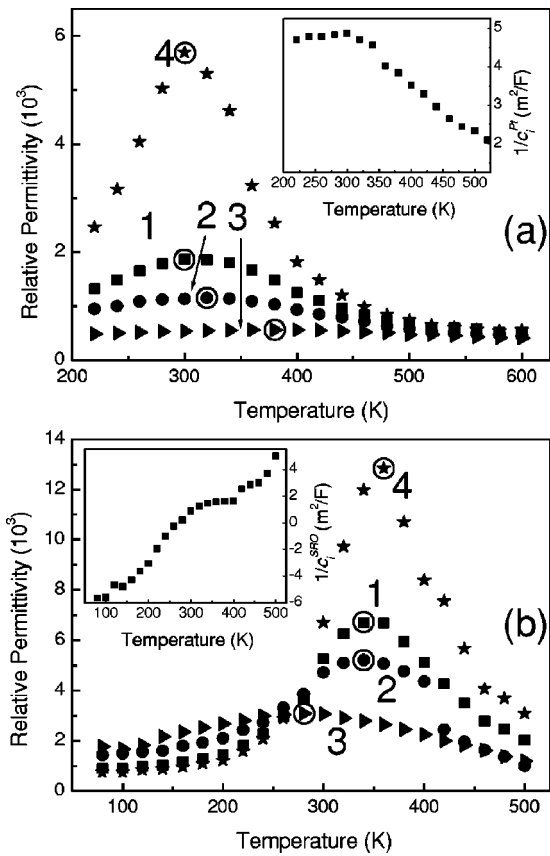 (a)
Relative Permittivity (10³)
6
4
2
0
4
1
2
3
200 300 400 500 600
Temperature (K)
5
4
3
2
1/cᵢᴾᵗ (m²/F)
200 250 300 350 400 450 500
Temperature (K)
(b)
Relative Permittivity (10³)
14
12
10
8
6
4
2
0
4
1
2
3
100 200 300 400 500
Temperature (K)
4
2
0
-2
-4
-6
1/cᵢˢᴿᴼ (m²/F)
100 200 300 400 500
Temperature (K)